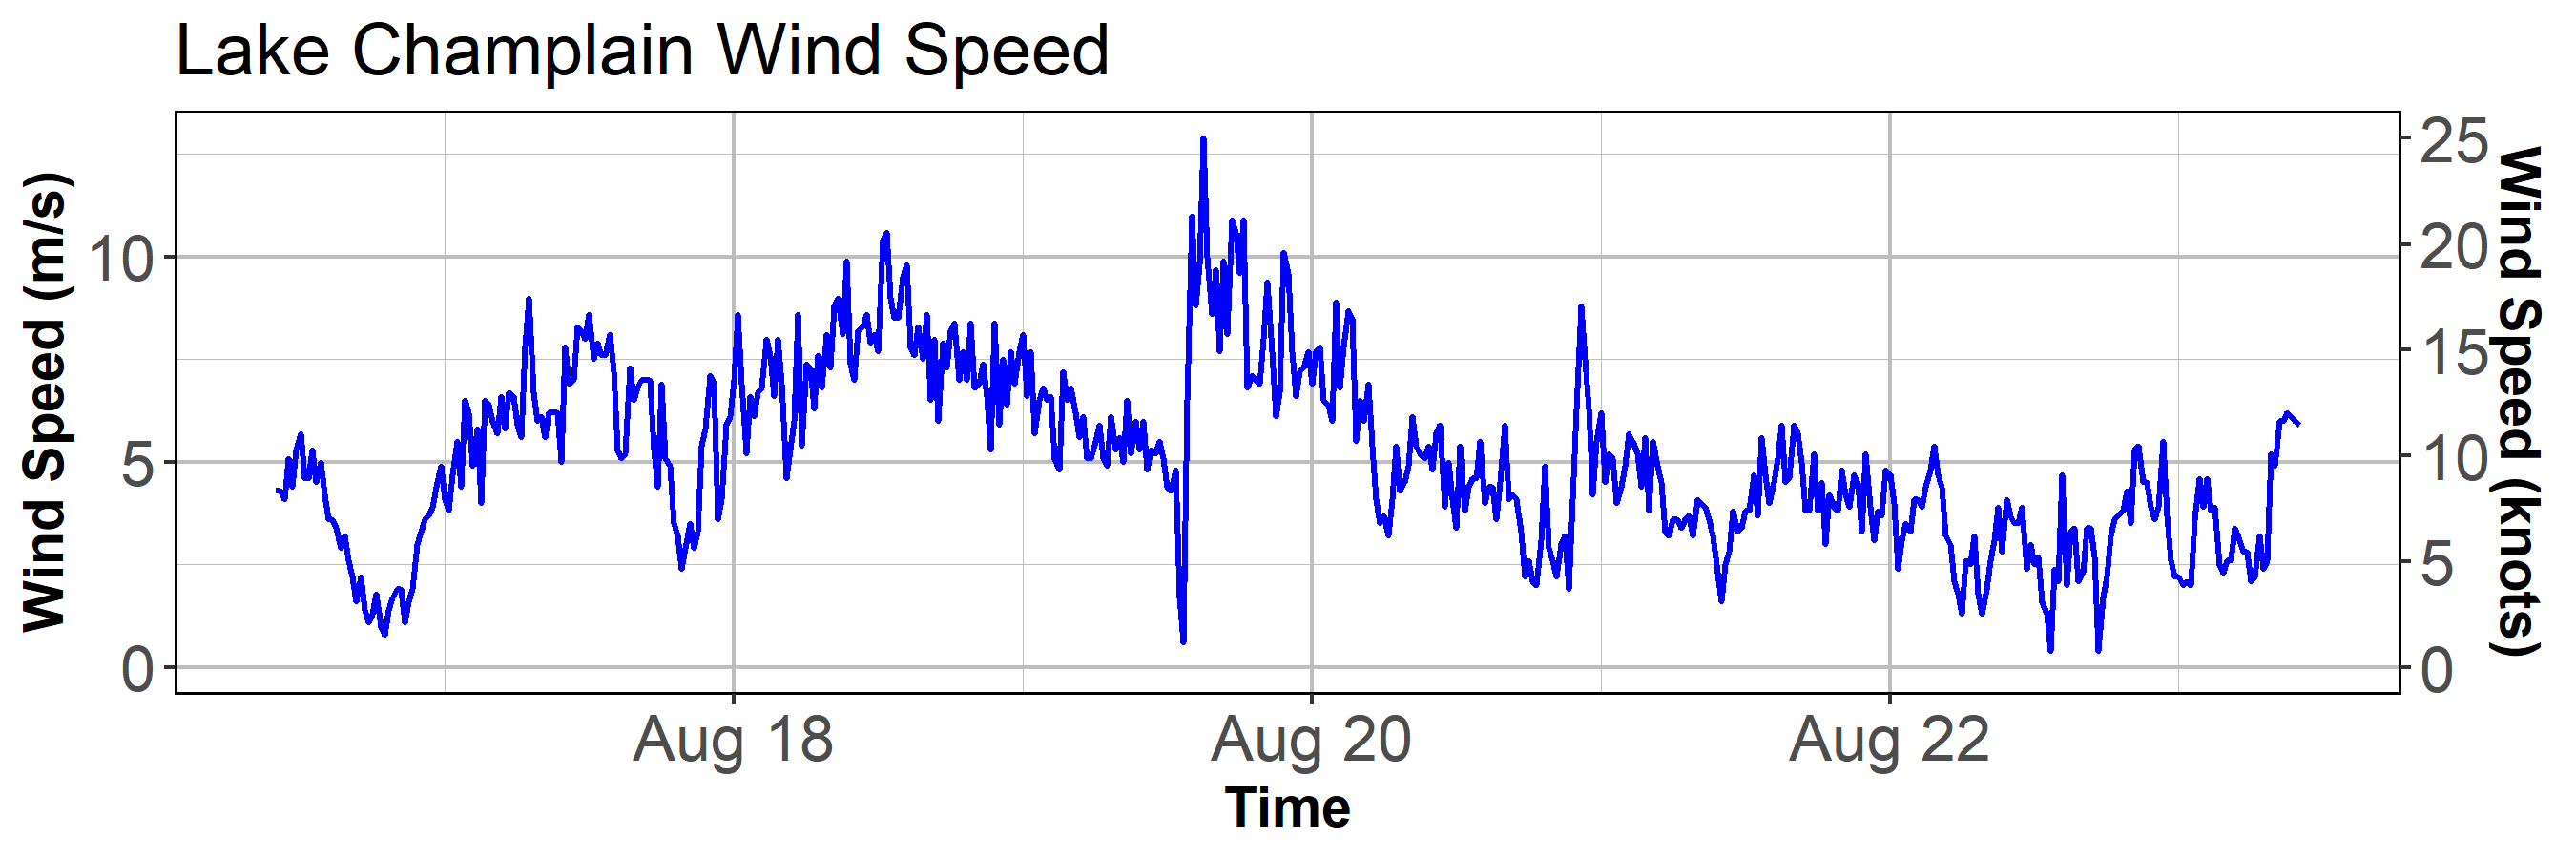 Lake Champlain Wind Speed
Wind Speed (m/s)
10
5
0
25
20
15
10
5
0
Wind Speed (knots)
Aug 18
Aug 20
Aug 22
Time